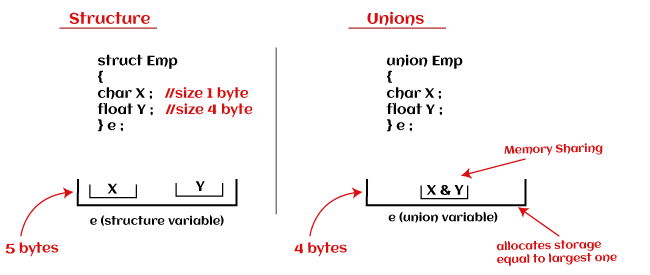 Structure
struct Emp
{
char X ; //size 1 byte
float Y ; //size 4 byte
} e ;
X
Y
e (structure variable)
5 bytes
Unions
union Emp
{
char X ;
float Y ;
} e ;
Memory Sharing
X & Y
e (union variable)
4 bytes
allocates storage
equal to largest one